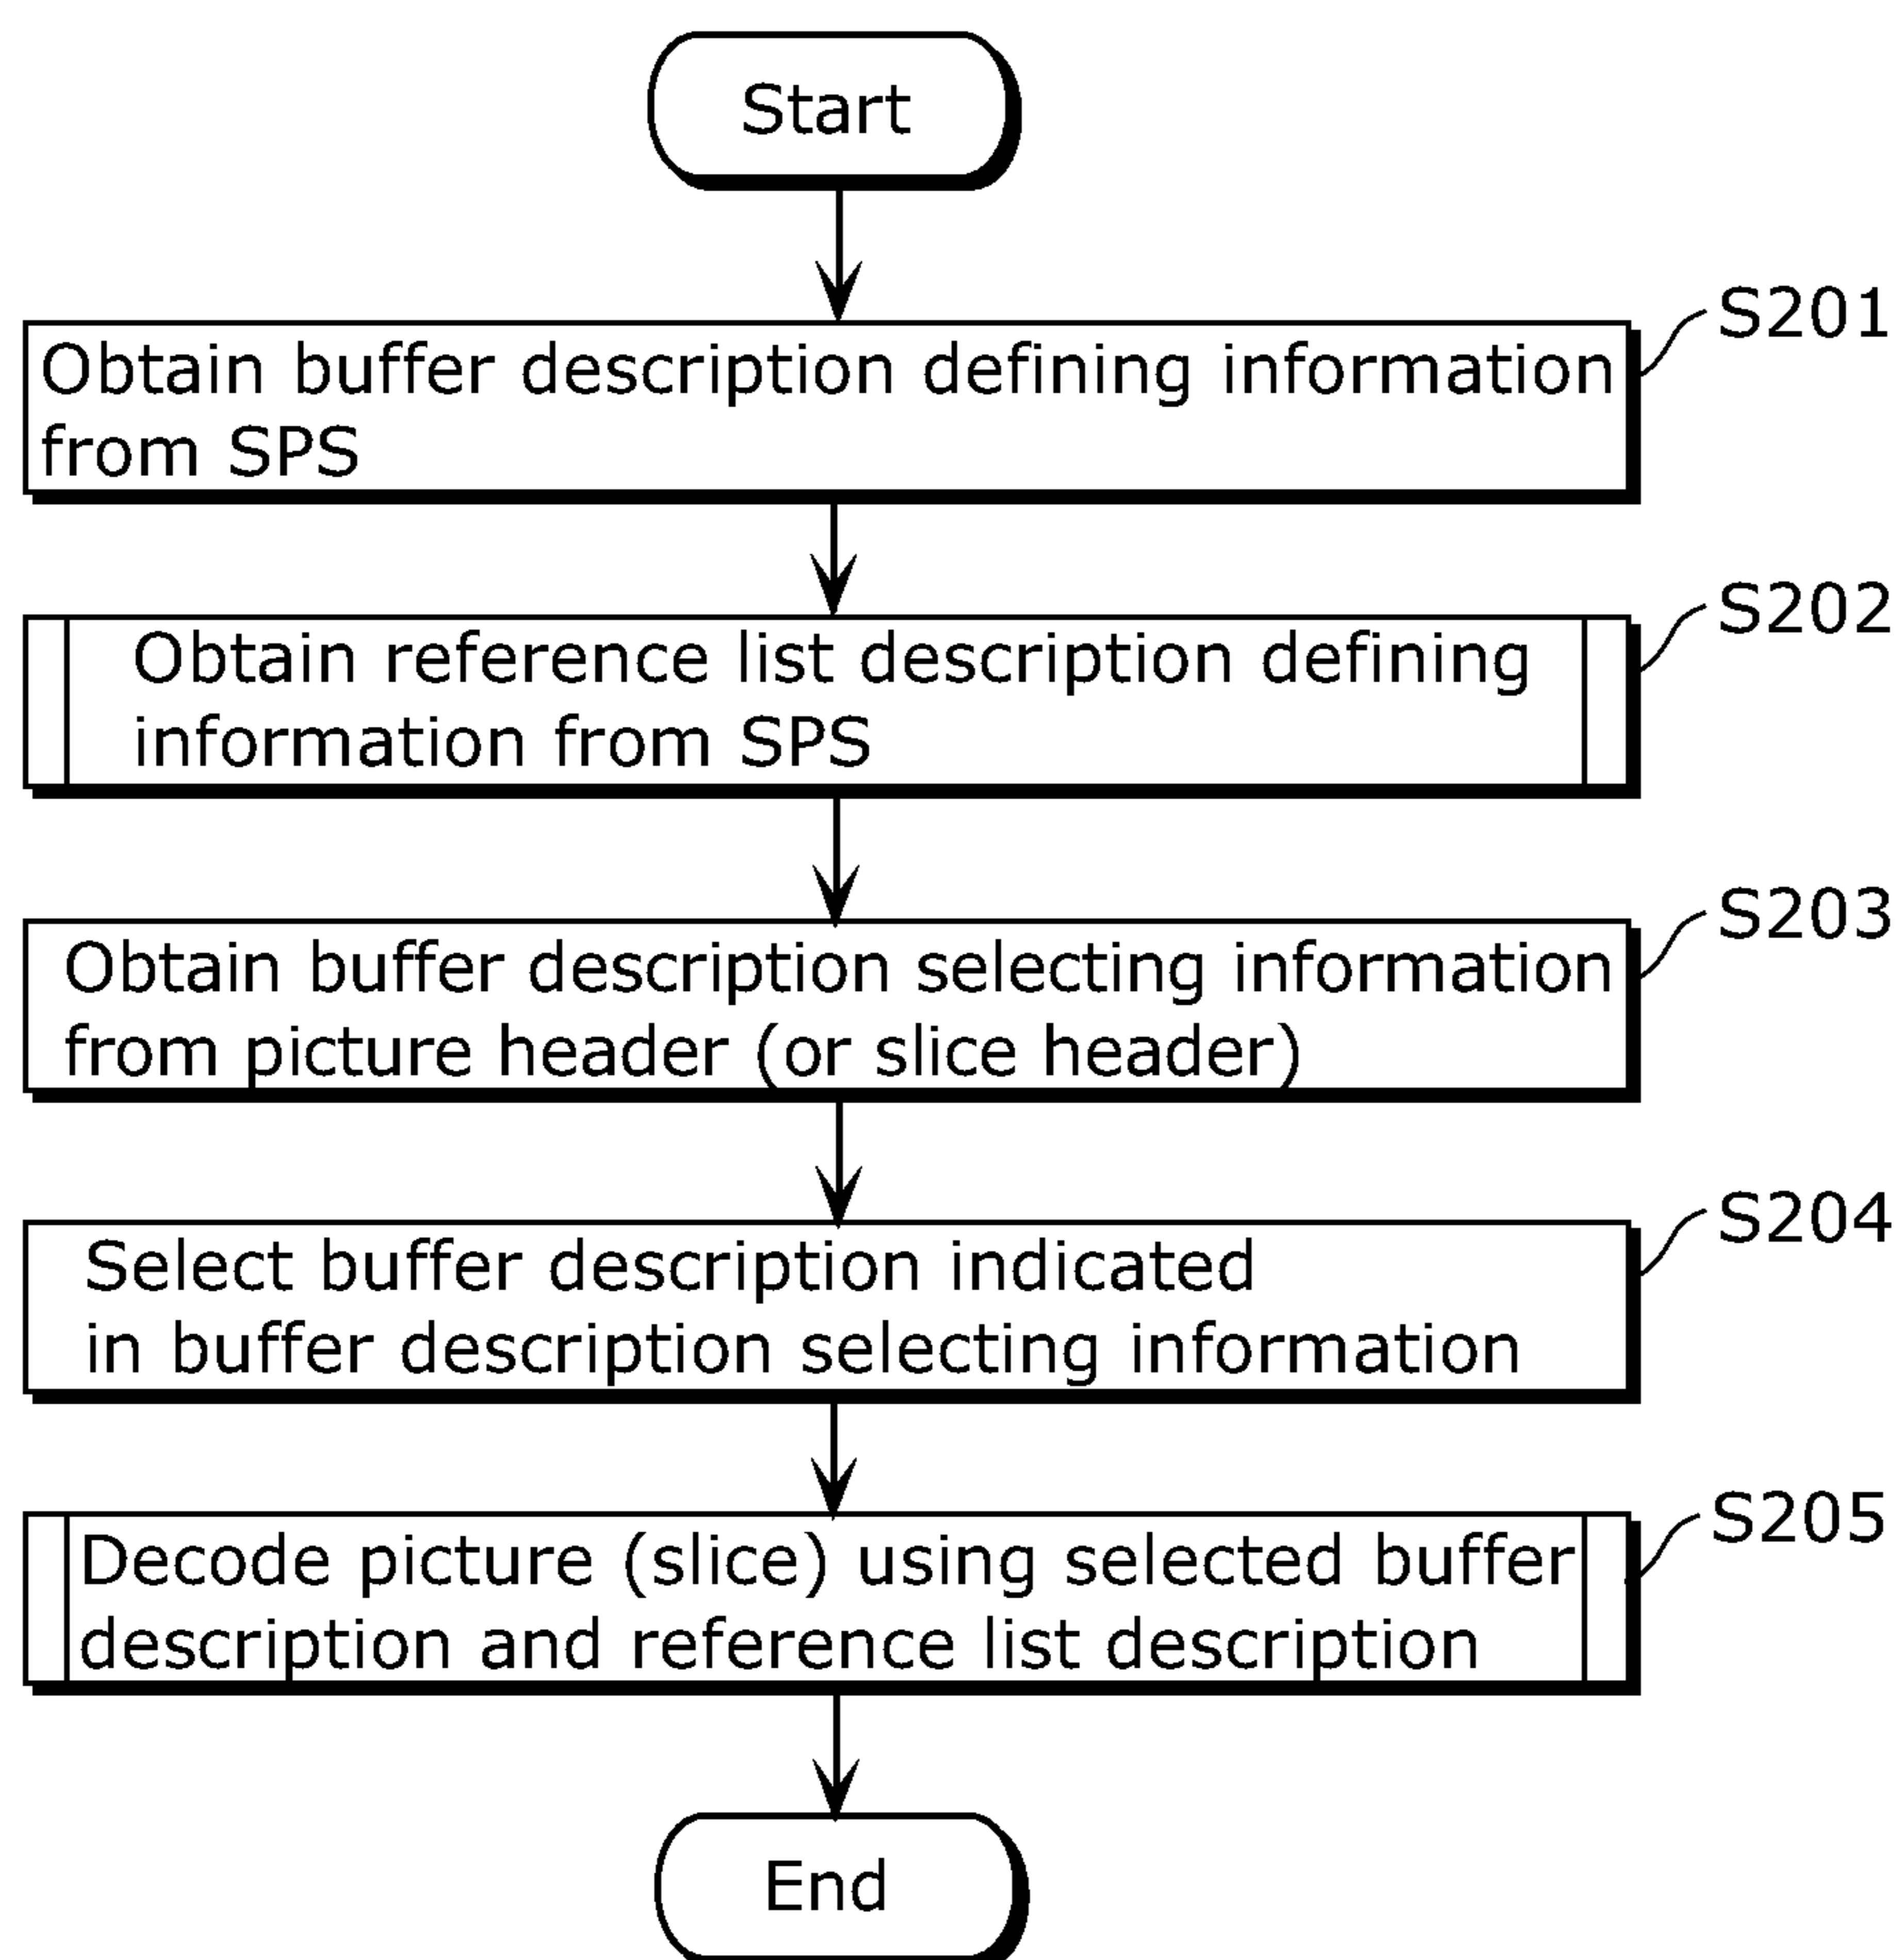 Start
S201
Obtain buffer description defining information
from SPS
S202
Obtain reference list description defining
information from SPS
S203
Obtain buffer description selecting information
from picture header (or slice header)
S204
Select buffer description indicated
in buffer description selecting information
S205
Decode picture (slice) using selected buffer
description and reference list description
End